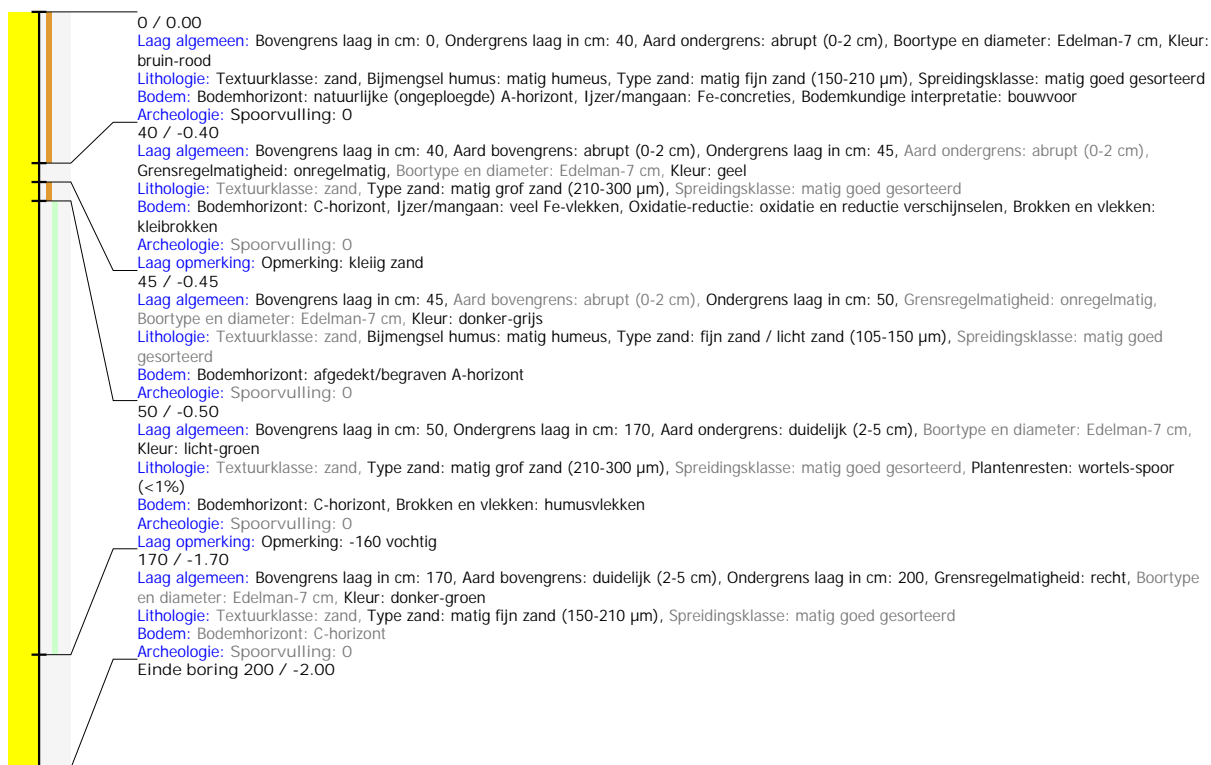 0 / 0.00
Laag algemeen: Bovengrens laag in cm: 0, Ondergrens laag in cm: 40, Aard ondergrens: abrupt (0-2 cm), Boortype en diameter: Edelman-7 cm, Kleur:
bruin-rood
Lithologie: Textuurklasse: zand, Bijmengsel humus: matig humeus, Type zand: matig fijn zand (150-210 µm), Spreidingsklasse: matig goed gesorteerd
Bodem: Bodemhorizont: natuurlijke (ongeploegde) A-horizont, Ijzer/mangaan: Fe-concreties, Bodemkundige interpretatie: bouwvoor
Archeologie: Spoorvulling: 0
40 / -0.40
Laag algemeen: Bovengrens laag in cm: 40, Aard bovengrens: abrupt (0-2 cm), Ondergrens laag in cm: 45, Aard ondergrens: abrupt (0-2 cm),
Grensregelmatigheid: onregelmatig, Boortype en diameter: Edelman-7 cm, Kleur: geel
Lithologie: Textuurklasse: zand, Type zand: matig grof zand (210-300 µm), Spreidingsklasse: matig goed gesorteerd
Bodem: Bodemhorizont: C-horizont, Ijzer/mangaan: veel Fe-vlekken, Oxidatie-reductie: oxidatie en reductie verschijnselen, Brokken en vlekken:
kleibrokken
Archeologie: Spoorvulling: 0
Laag opmerking: Opmerking: kleiig zand
45 / -0.45
Laag algemeen: Bovengrens laag in cm: 45, Aard bovengrens: abrupt (0-2 cm), Ondergrens laag in cm: 50, Grensregelmatigheid: onregelmatig,
Boortype en diameter: Edelman-7 cm, Kleur: donker-grijs
Lithologie: Textuurklasse: zand, Bijmengsel humus: matig humeus, Type zand: fijn zand / licht zand (105-150 µm), Spreidingsklasse: matig goed
gesorteerd
Bodem: Bodemhorizont: afgedekt/begraven A-horizont
Archeologie: Spoorvulling: 0
50 / -0.50
Laag algemeen: Bovengrens laag in cm: 50, Ondergrens laag in cm: 170, Aard ondergrens: duidelijk (2-5 cm), Boortype en diameter: Edelman-7 cm,
Kleur: licht-groen
Lithologie: Textuurklasse: zand, Type zand: matig grof zand (210-300 µm), Spreidingsklasse: matig goed gesorteerd, Plantenresten: wortels-spoor
(<1%)
Bodem: Bodemhorizont: C-horizont, Brokken en vlekken: humusvlekken
Archeologie: Spoorvulling: 0
Laag opmerking: Opmerking: -160 vochtig
170 / -1.70
Laag algemeen: Bovengrens laag in cm: 170, Aard bovengrens: duidelijk (2-5 cm), Ondergrens laag in cm: 200, Grensregelmatigheid: recht, Boortype
en diameter: Edelman-7 cm, Kleur: donker-groen
Lithologie: Textuurklasse: zand, Type zand: matig fijn zand (150-210 µm), Spreidingsklasse: matig goed gesorteerd
Bodem: Bodemhorizont: C-horizont
Archeologie: Spoorvulling: 0
Einde boring 200 / -2.00